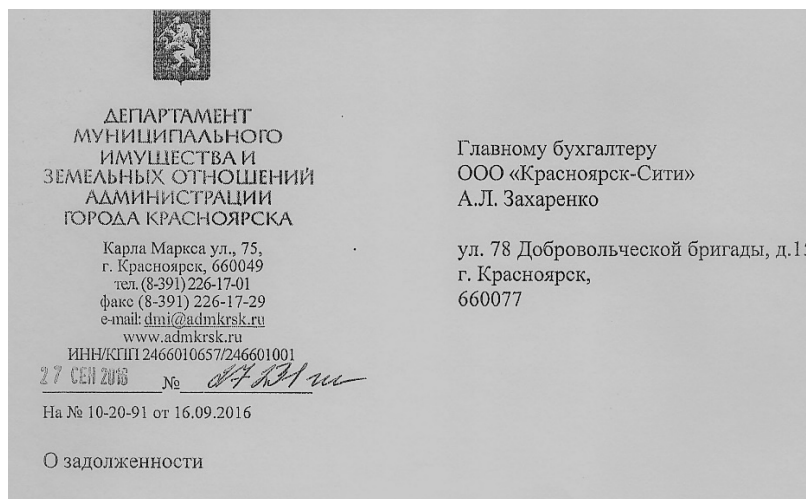 ДЕПАРТАМЕНТ
МУНИЦИПАЛЬНОГО
ИМУЩЕСТВА И
ЗЕМЕЛЬНЫХ ОТНОШЕНИЙ
АДМИНИСТРАЦИИ
ГОРОДА КРАСНОЯРСКА
Карла Маркса ул., 75,
г. Красноярск, 660049
тел. (8-391) 226-17-01
факс (8-391) 226-17-29
e-mail: dmi@admkrsk.ru
www.admkrsk.ru
ИНН/КПП 2466010657/246601001
27 СЕН 2016 №
На № 10-20-91 от 16.09.2016
О задолженности
Главному бухгалтеру
ООО «Красноярск-Сити»
А.Л. Захаренко
ул. 78 Добровольческой бригады,
г. Красноярск,
660077